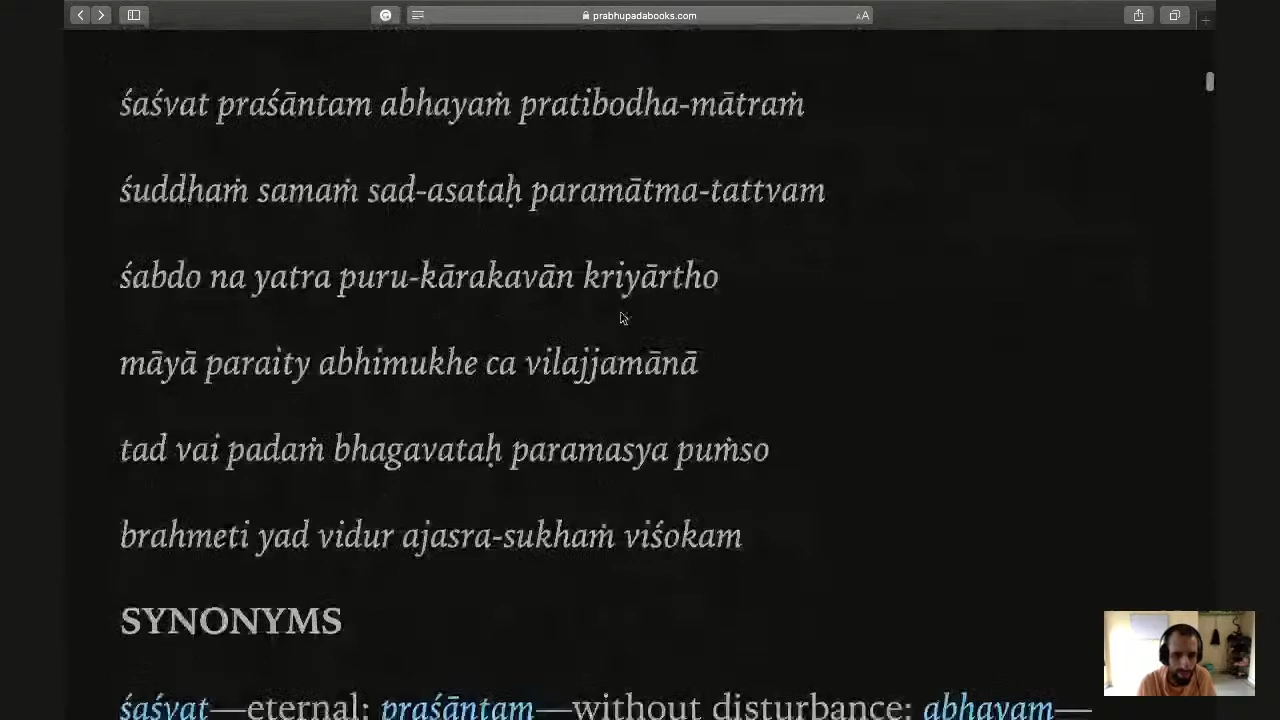 prabhupadabooks.com
śaśvat praśāntam abhayaṁ pratibodha-mātraṁ
śuddhaṁ samaṁ sad-asataḥ paramātma-tattvam
śabdo na yatra puru-kārakavān kriyārtho
māyā paraity abhimukhe ca vilajjamānā
tad vai padaṁ bhagavataḥ paramasya puṁso
brahmeti yad vidur ajasra-sukhaṁ viśokam
SYNONYMS
śaśvat—eternal; praśāntam—without disturbance; abhayam—